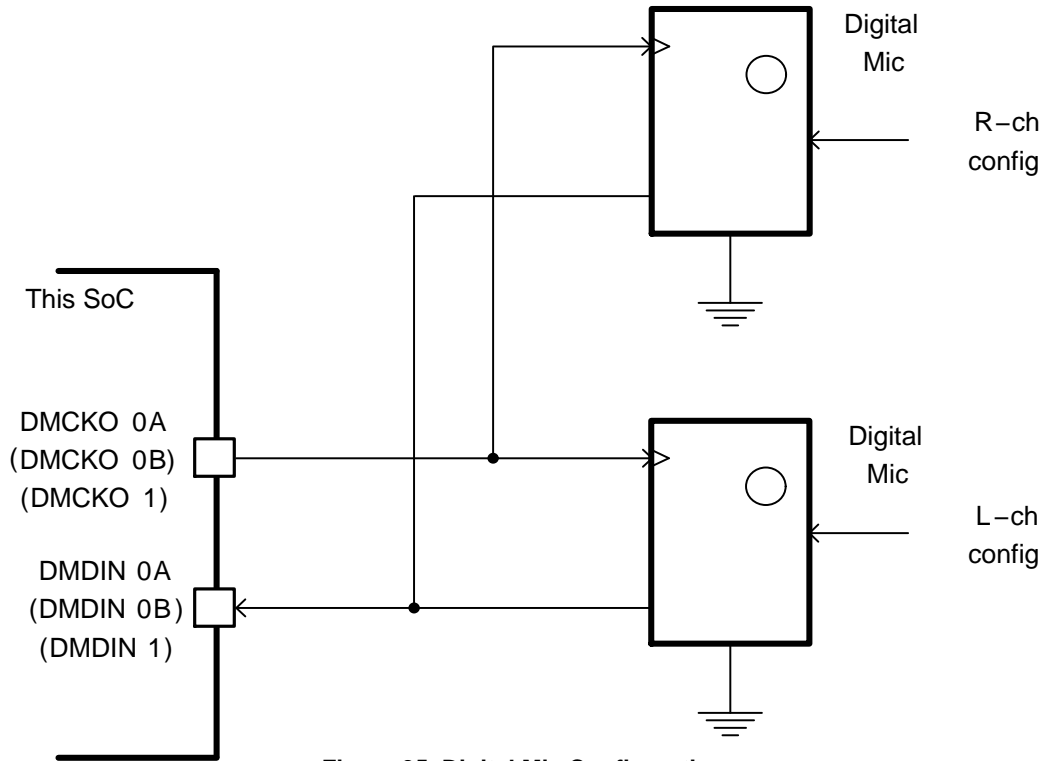 Digital
Mic
R-ch
config
This SoC
DMCKO 0A
(DMCKO 0B)
(DMCKO 1)
Digital
Mic
L-ch
config
DMDIN 0A
(DMDIN 0B)
(DMDIN 1)